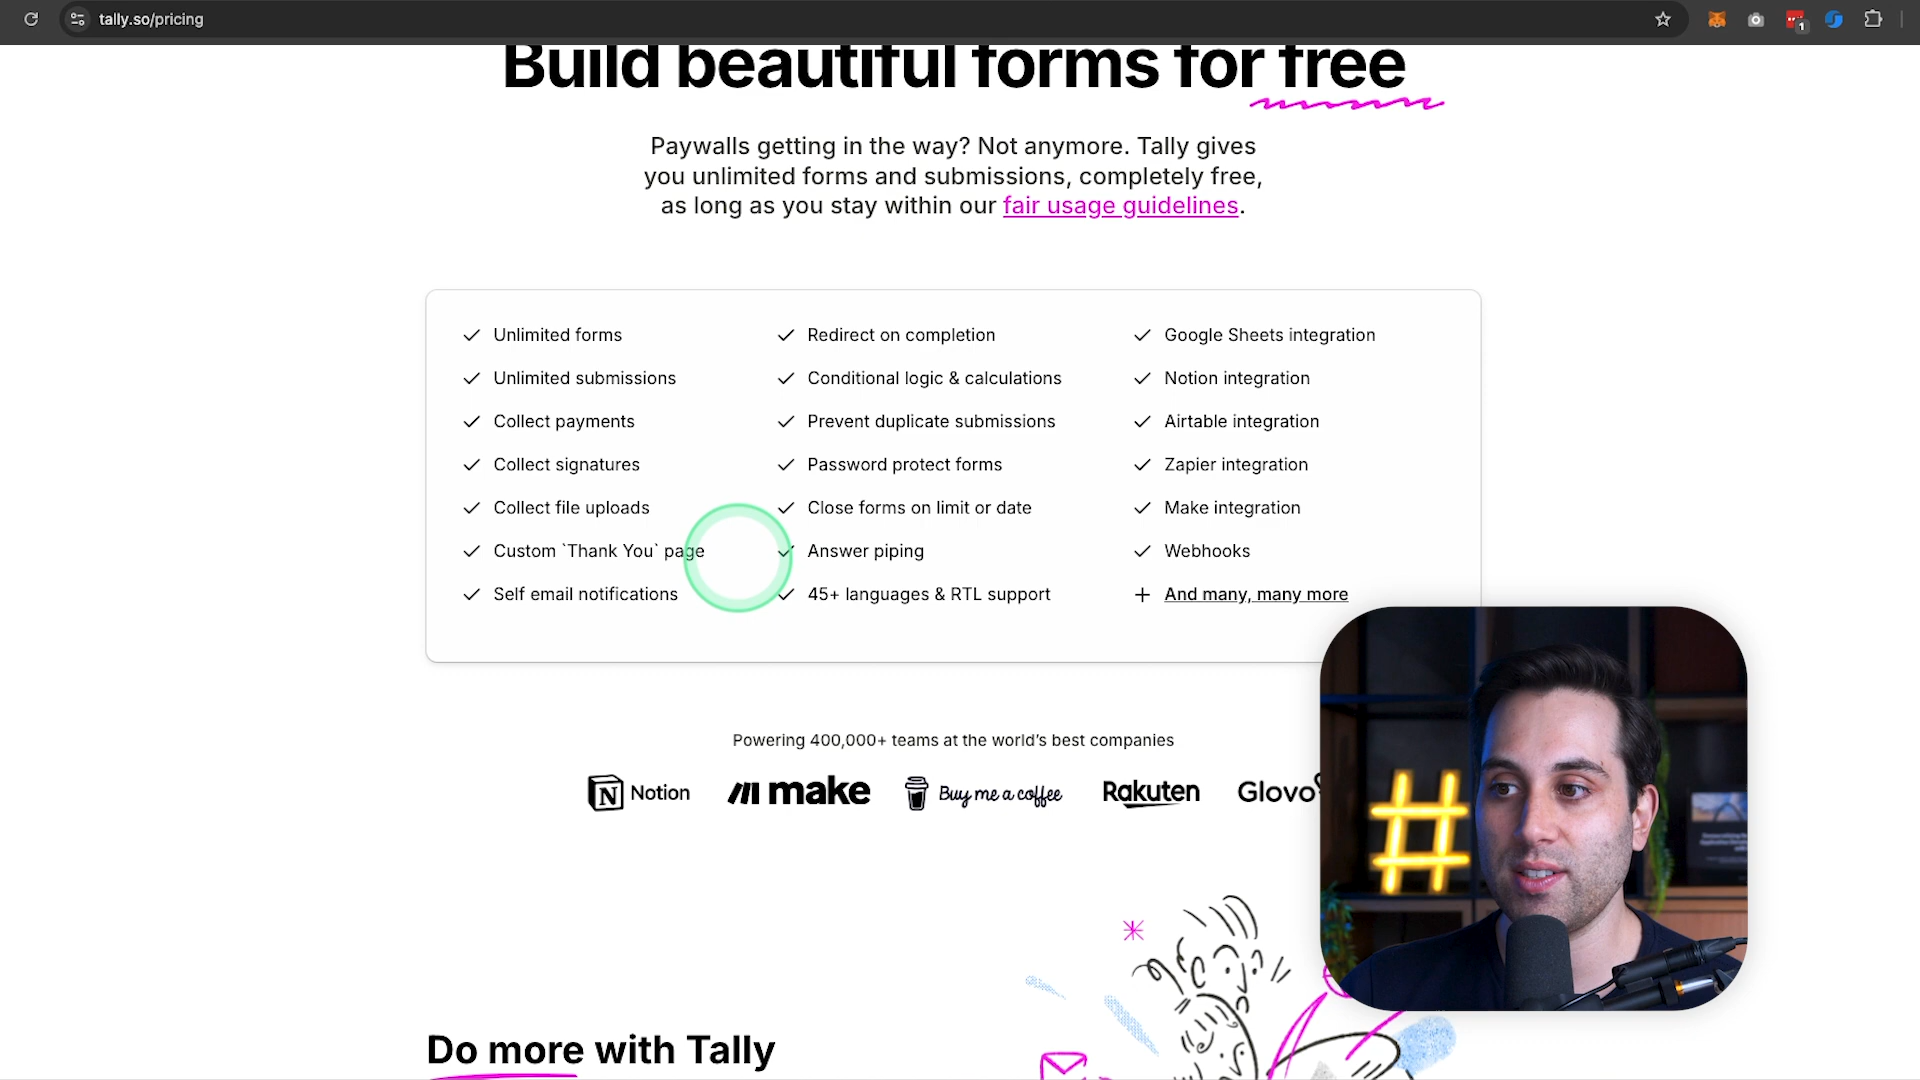 tally.so/pricing
1
Build beautiful forms for free
Paywalls getting in the way? Not anymore. Tally gives
you unlimited forms and submissions, completely free,
as long as you stay within our fair usage guidelines.
Unlimited forms
Unlimited submissions
Collect payments
Collect signatures
Collect file uploads
Custom `Thank You` page
Self email notifications
Redirect on completion
Conditional logic & calculations
Prevent duplicate submissions
Password protect forms
Close forms on limit or date
Answer piping
45+ languages & RTL support
Google Sheets integration
Notion integration
Airtable integration
Zapier integration
Make integration
Webhooks
And many, many more
Powering 400,000+ teams at the world’s best companies
Notion
make
Buy me a coffee
Rakuten
Glovo
#
Do more with Tally